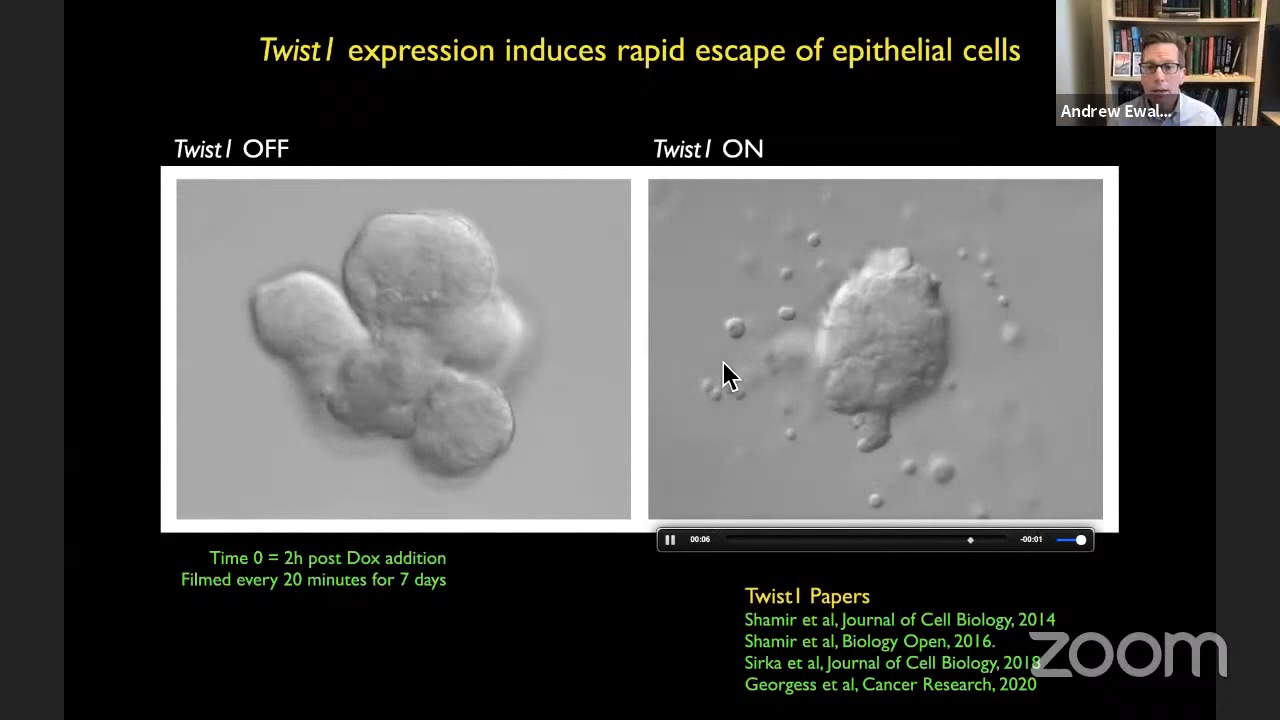 Twist1 expression induces rapid escape of epithelial cells
Andrew Ewal...
Twist1 OFF
Twist1 ON
00:06
-00:01
Time 0 = 2h post Dox addition
Filmed every 20 minutes for 7 days
Twist1 Papers
Shamir et al, Journal of Cell Biology, 2014
Shamir et al, Biology Open, 2016.
Sirka et al, Journal of Cell Biology, 2018
Georgess et al, Cancer Research, 2020
zoom